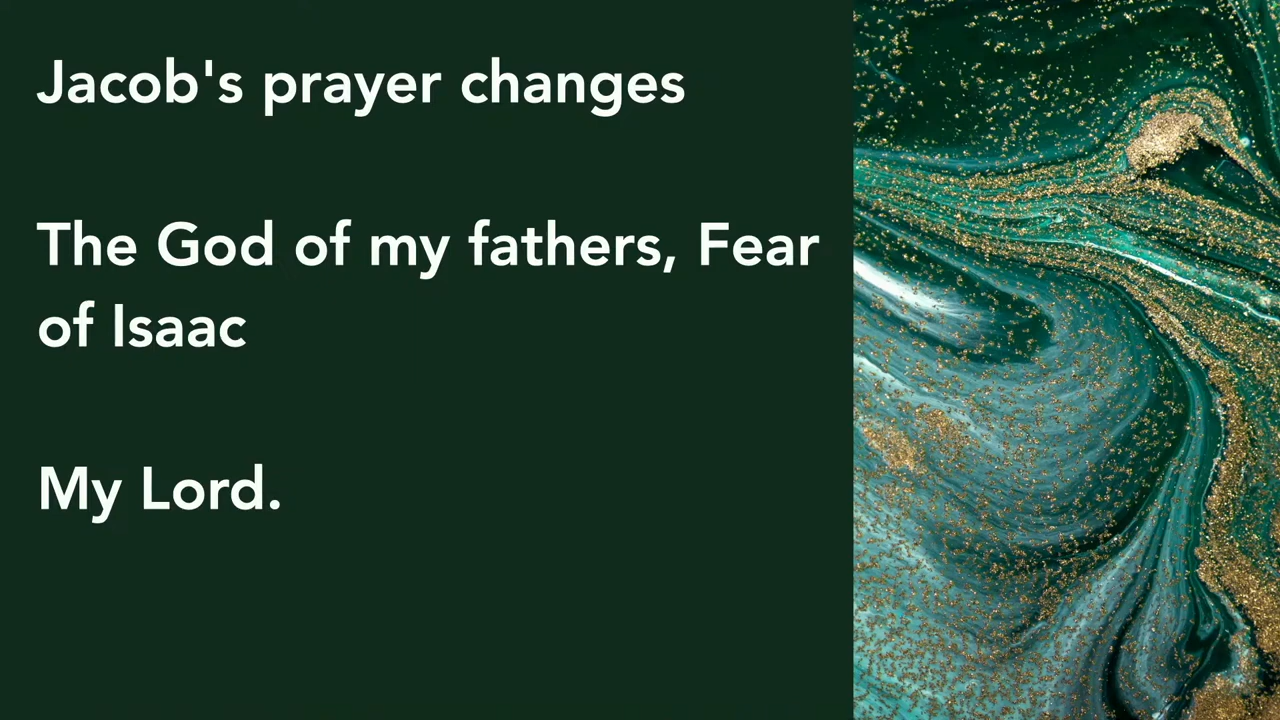 Jacob's prayer changes
The God of my fathers, Fear
of Isaac
My Lord.